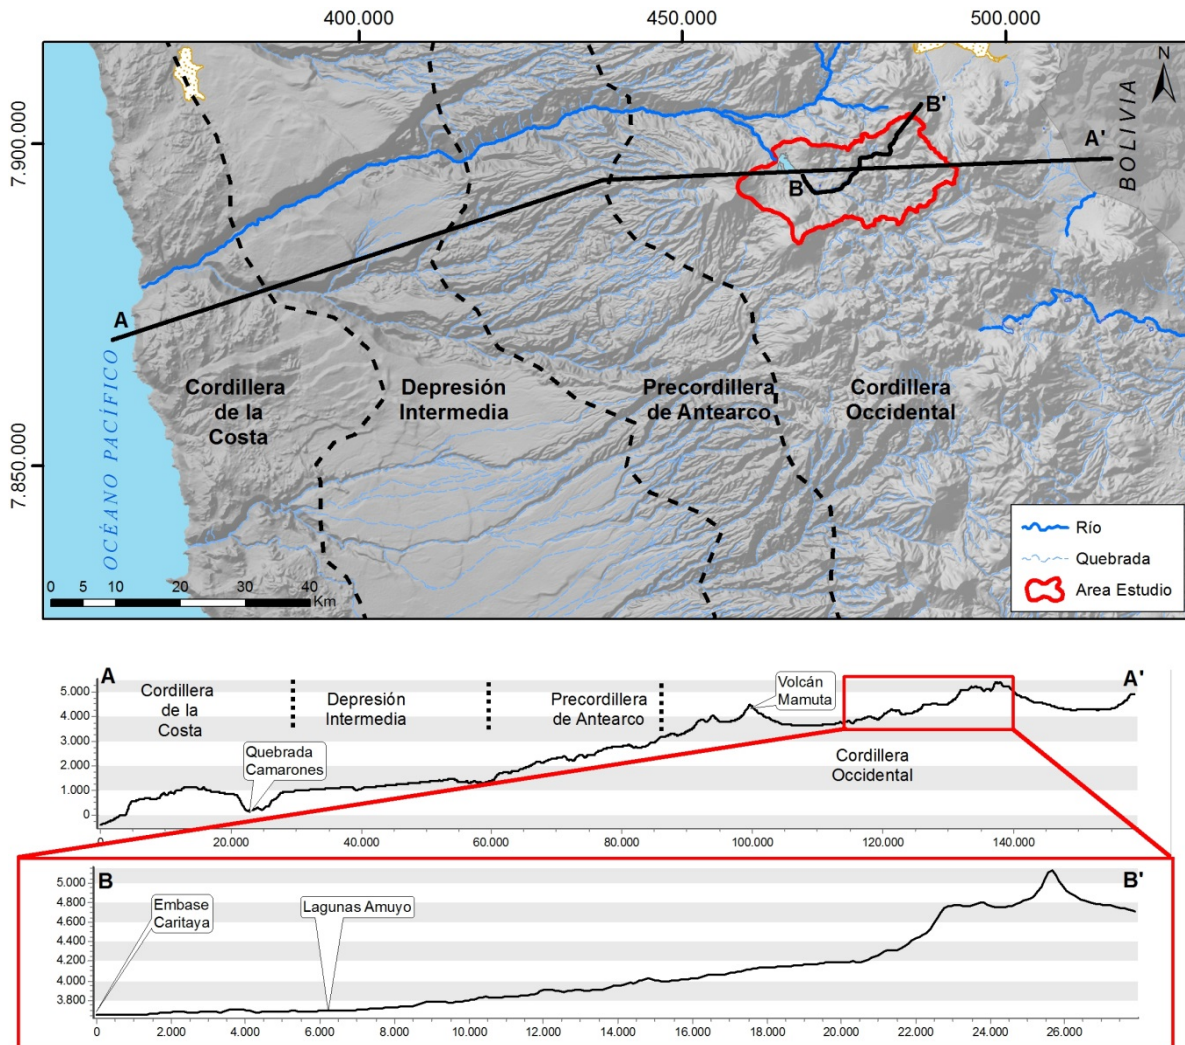 400.000
450.000
500.000
N
7.900.000
7.850.000
BOLIVIA
A'
B'
B
A
OCÉANO PACÍFICO
Cordillera
de la
Costa
Depresión
Intermedia
Precordillera
de Antearco
Cordillera
Occidental
0 5 10 20 30 40
Km
Río
Quebrada
Area Estudio
A
A'
Cordillera
de la
Costa
Depresión
Intermedia
Precordillera
de Antearco
Volcán
Mamuta
Quebrada
Camarones
Cordillera
Occidental
5.000
4.000
3.000
2.000
1.000
0
0 20.000 40.000 60.000 80.000 100.000 120.000 140.000
B
B'
Embase
Caritaya
Lagunas Amuyo
5.000
4.800
4.600
4.400
4.200
4.000
3.800
0 2.000 4.000 6.000 8.000 10.000 12.000 14.000 16.000 18.000 20.000 22.000 24.000 26.000